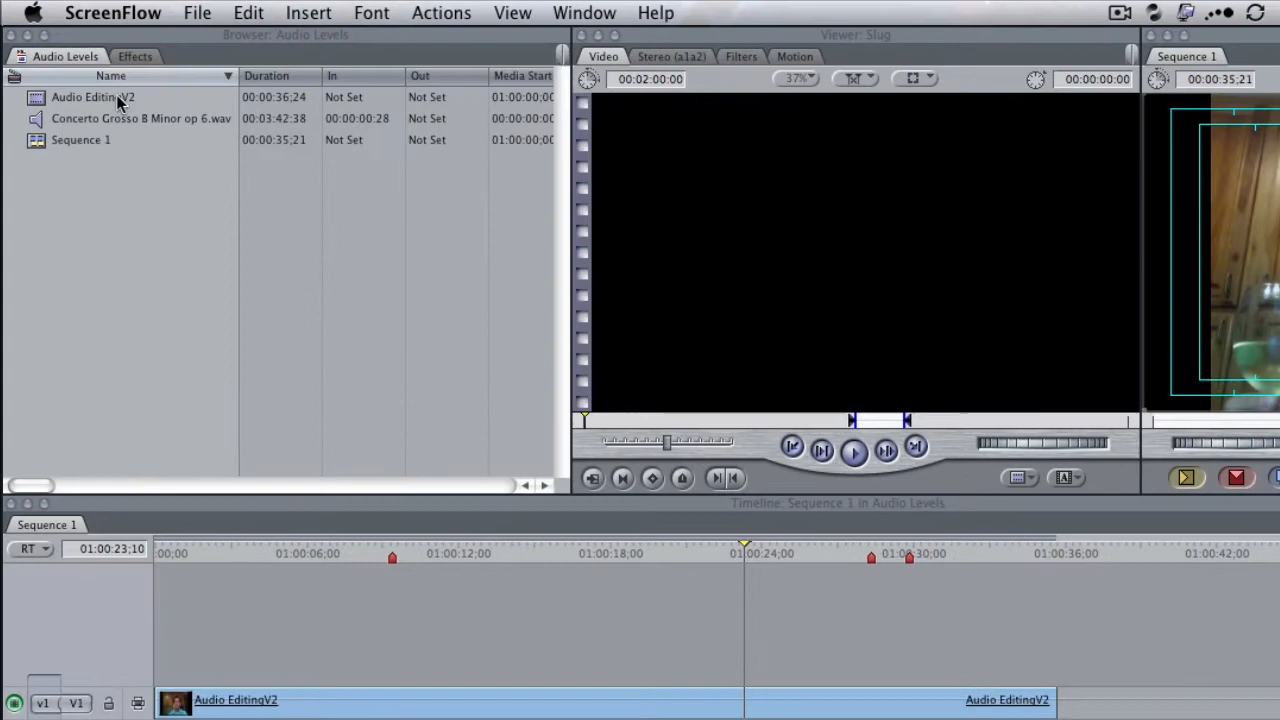 ScreenFlow File Edit Insert Font Actions View Window Help
Browser: Audio Levels
Viewer: Slug
Audio Levels Effects
Video Stereo (a1a2) Filters Motion
Sequence 1
Name Duration In Out Media Start
00:02:00:00 37% 00:00:00:00
00:00:35;21
Audio EditingV2 00:00:36;24 Not Set Not Set 01:00:00;00
Concerto Grosso B Minor op 6.wav 00:03:42:38 00:00:00:28 Not Set 00:00:00:00
Sequence 1 00:00:35;21 Not Set Not Set 01:00:00;00
A
Timeline: Sequence 1 in Audio Levels
Sequence 1
RT 01:00:23;10
:00;00 01:00:06;00 01:00:12;00 01:00:18;00 01:00:24;00 01:00:30;00 01:00:36;00 01:00:42;00
v1 V1 Audio EditingV2 Audio EditingV2